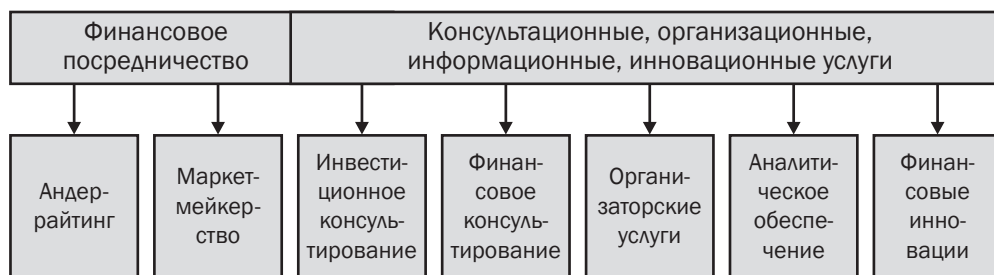 Финансовое
посредничество
Консультационные, организационные,
информационные, инновационные услуги
Андер-
райтинг
Маркет-
мейкер-
ство
Инвести-
ционное
консуль-
тирование
Финан-
совое
консуль-
тирование
Органи-
заторские
услуги
Аналити-
ческое
обеспе-
чение
Финан-
совые
инно-
вации